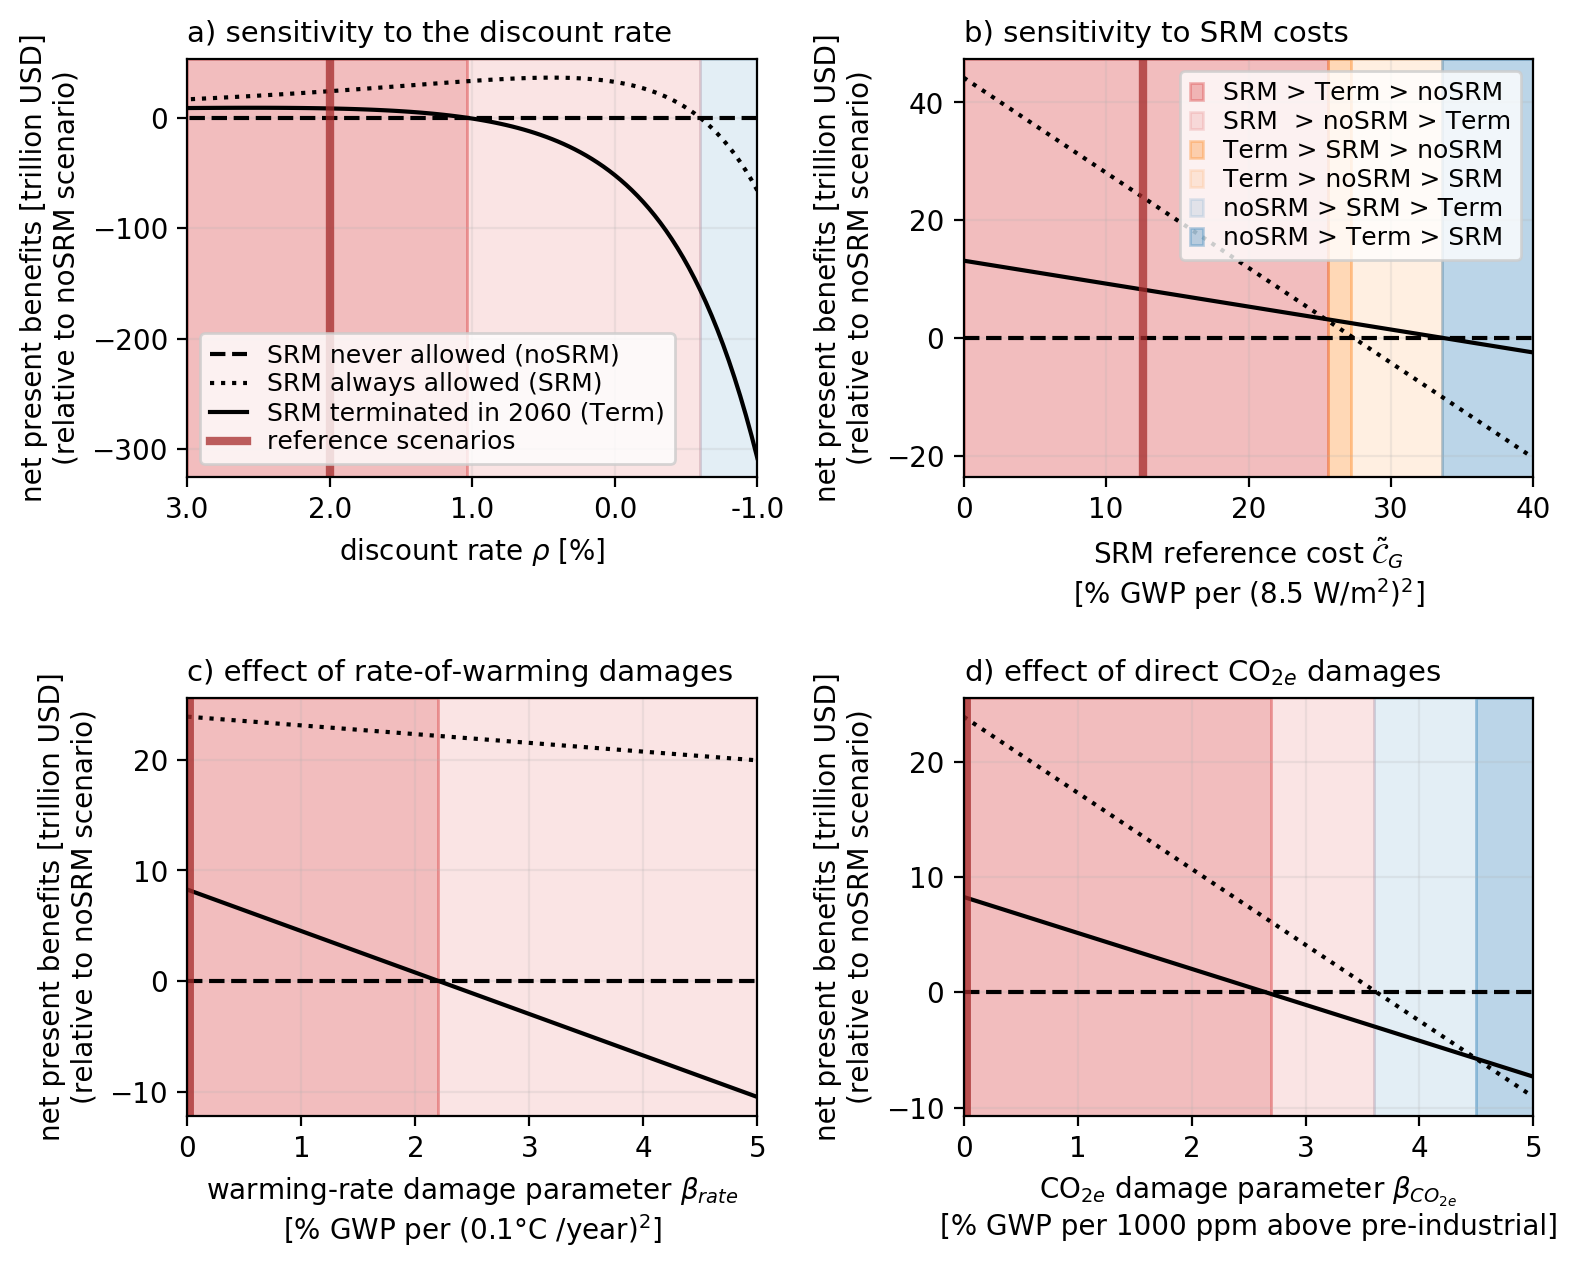 a) sensitivity to the discount rate
net present benefits [trillion USD]
(relative to noSRM scenario)
0
−100
−200
−300
SRM never allowed (noSRM)
SRM always allowed (SRM)
SRM terminated in 2060 (Term)
reference scenarios
3.0 2.0 1.0 0.0 -1.0
discount rate ρ [%]
b) sensitivity to SRM costs
net present benefits [trillion USD]
(relative to noSRM scenario)
40
20
0
−20
SRM > Term > noSRM
SRM > noSRM > Term
Term > SRM > noSRM
Term > noSRM > SRM
noSRM > SRM > Term
noSRM > Term > SRM
0 10 20 30 40
SRM reference cost C̃_G
[% GWP per (8.5 W/m²)²]
c) effect of rate-of-warming damages
net present benefits [trillion USD]
(relative to noSRM scenario)
20
10
0
−10
0 1 2 3 4 5
warming-rate damage parameter β_rate
[% GWP per (0.1°C /year)²]
d) effect of direct CO₂ₑ damages
net present benefits [trillion USD]
(relative to noSRM scenario)
20
10
0
−10
0 1 2 3 4 5
CO₂ₑ damage parameter β_CO₂ₑ
[% GWP per 1000 ppm above pre-industrial]